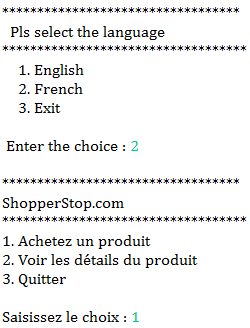 **********************************
Pls select the language
***********************************
1. English
2. French
3. Exit
Enter the choice : 2
**********************************
ShopperStop.com
***********************************
1. Achetez un produit
2. Voir les détails du produit
3. Quitter
Saisissez le choix : 1